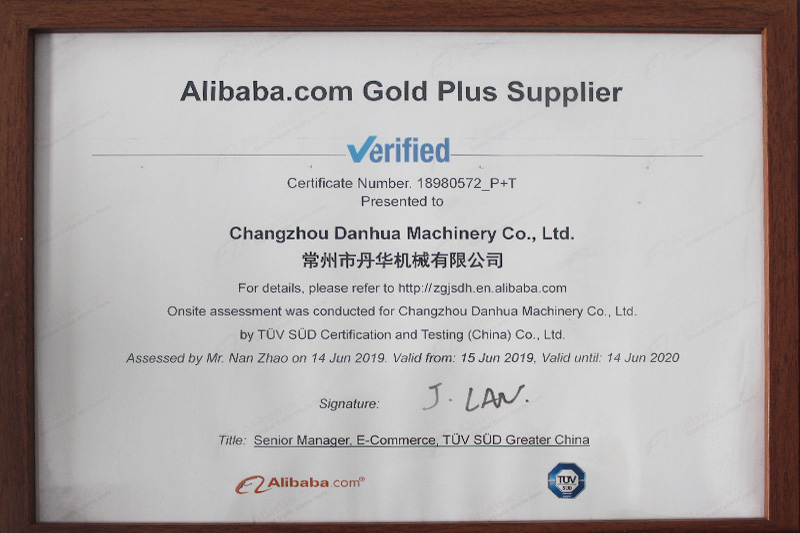 Alibaba.com Gold Plus Supplier
Verified
Certificate Number. 18980572_P+T
Presented to
Changzhou Danhua Machinery Co., Ltd.
常州市丹华机械有限公司
For details, please refer to http://zgjsdh.en.alibaba.com
Onsite assessment was conducted for Changzhou Danhua Machinery Co., Ltd.
by TÜV SÜD Certification and Testing (China) Co., Ltd.
Assessed by Mr. Nan Zhao on 14 Jun 2019. Valid from: 15 Jun 2019, Valid until: 14 Jun 2020
Signature: J. LAN.
Title: Senior Manager, E-Commerce, TÜV SÜD Greater China
Alibaba.com®
TÜV
SÜD